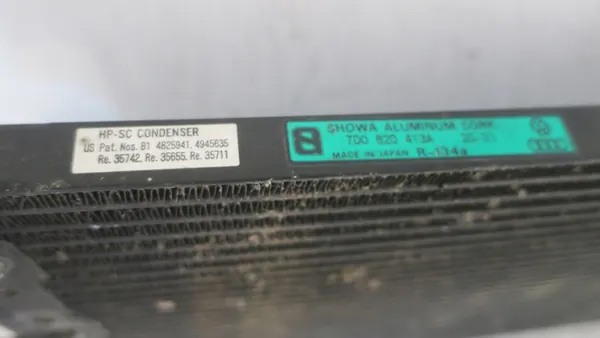 HP-SC CONDENSER
US Pat. Nos. B1 4825941, 4945635
Re. 35742, Re. 35655, Re. 35711
SHOWA ALUMINUM
7D0 820 413A
MADE IN JAPAN R-134a